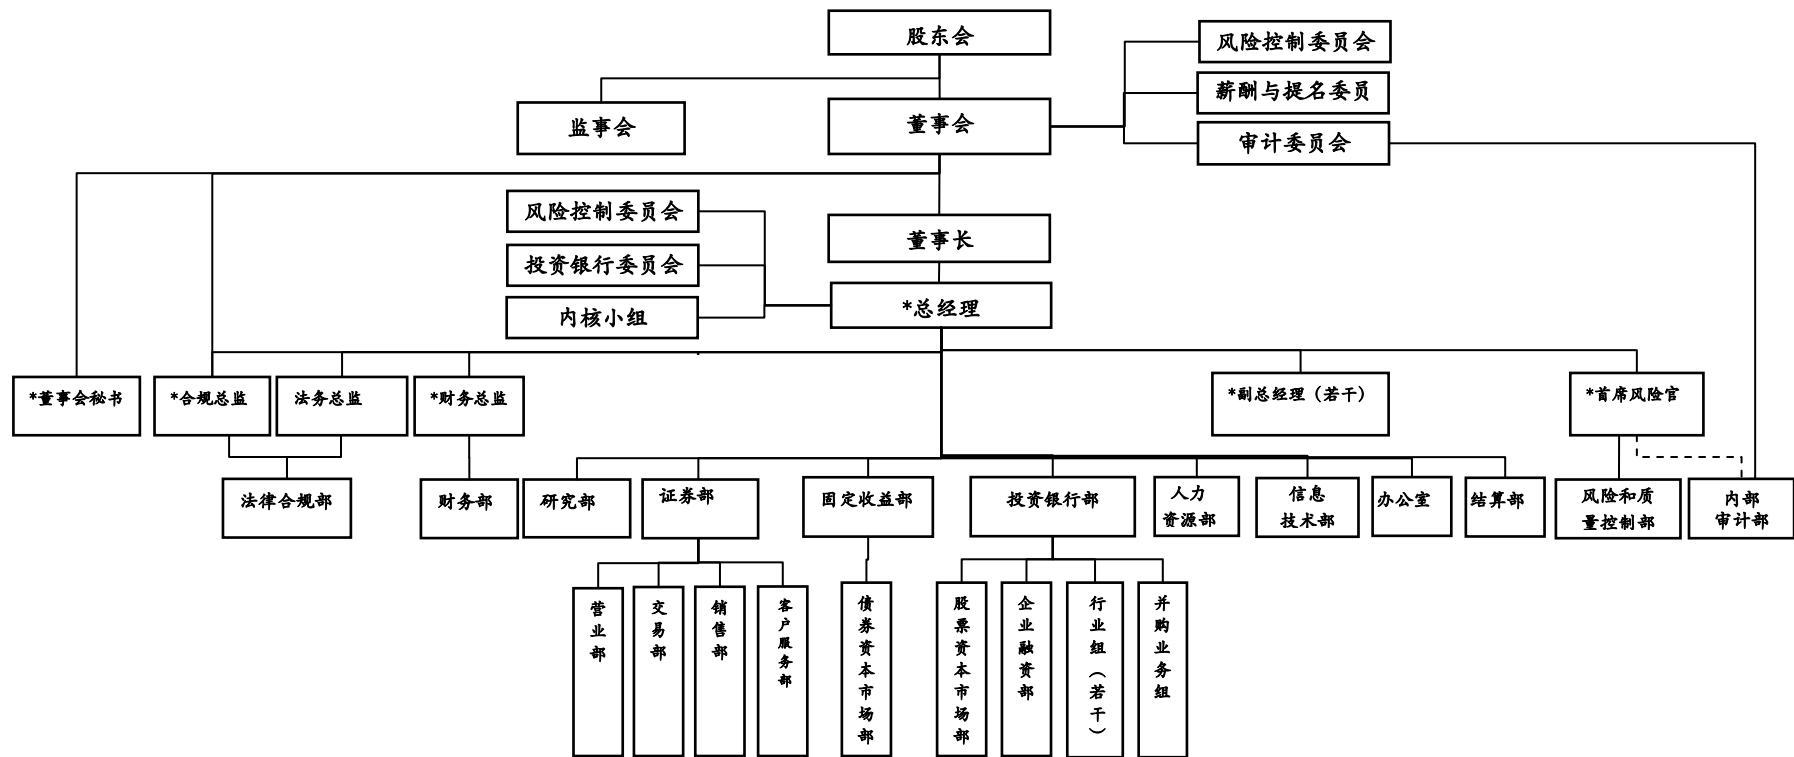 股东会
风险控制委员会
薪酬与提名委员
监事会
董事会
审计委员会
风险控制委员会
董事长
投资银行委员会
*总经理
内核小组
*董事会秘书
*合规总监
法务总监
*财务总监
*副总经理（若干）
*首席风险官
法律合规部
财务部
研究部
证券部
固定收益部
投资银行部
人力
资源部
信息
技术部
办公室
结算部
风险和质
量控制部
内部
审计部
营业部
交易部
销售部
客户服务部
债券资本市场部
股票资本市场部
企业融资部
行业组（若干）
并购业务组